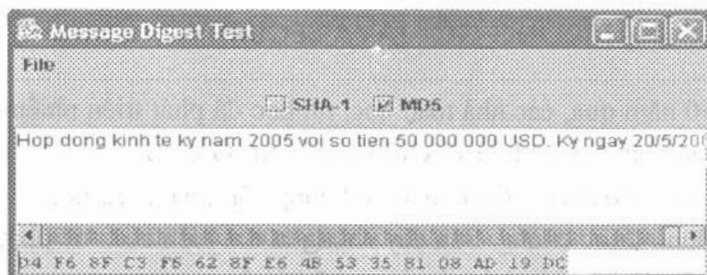 Message Digest Test
File
SHA-1 MD5
Hop dong kinh te ky nam 2005 voi so tien 50 000 000 USD. Ky ngay 20/5/200
D4 F6 8F C3 F6 62 8F E6 4B 53 35 81 08 AD 19 DC